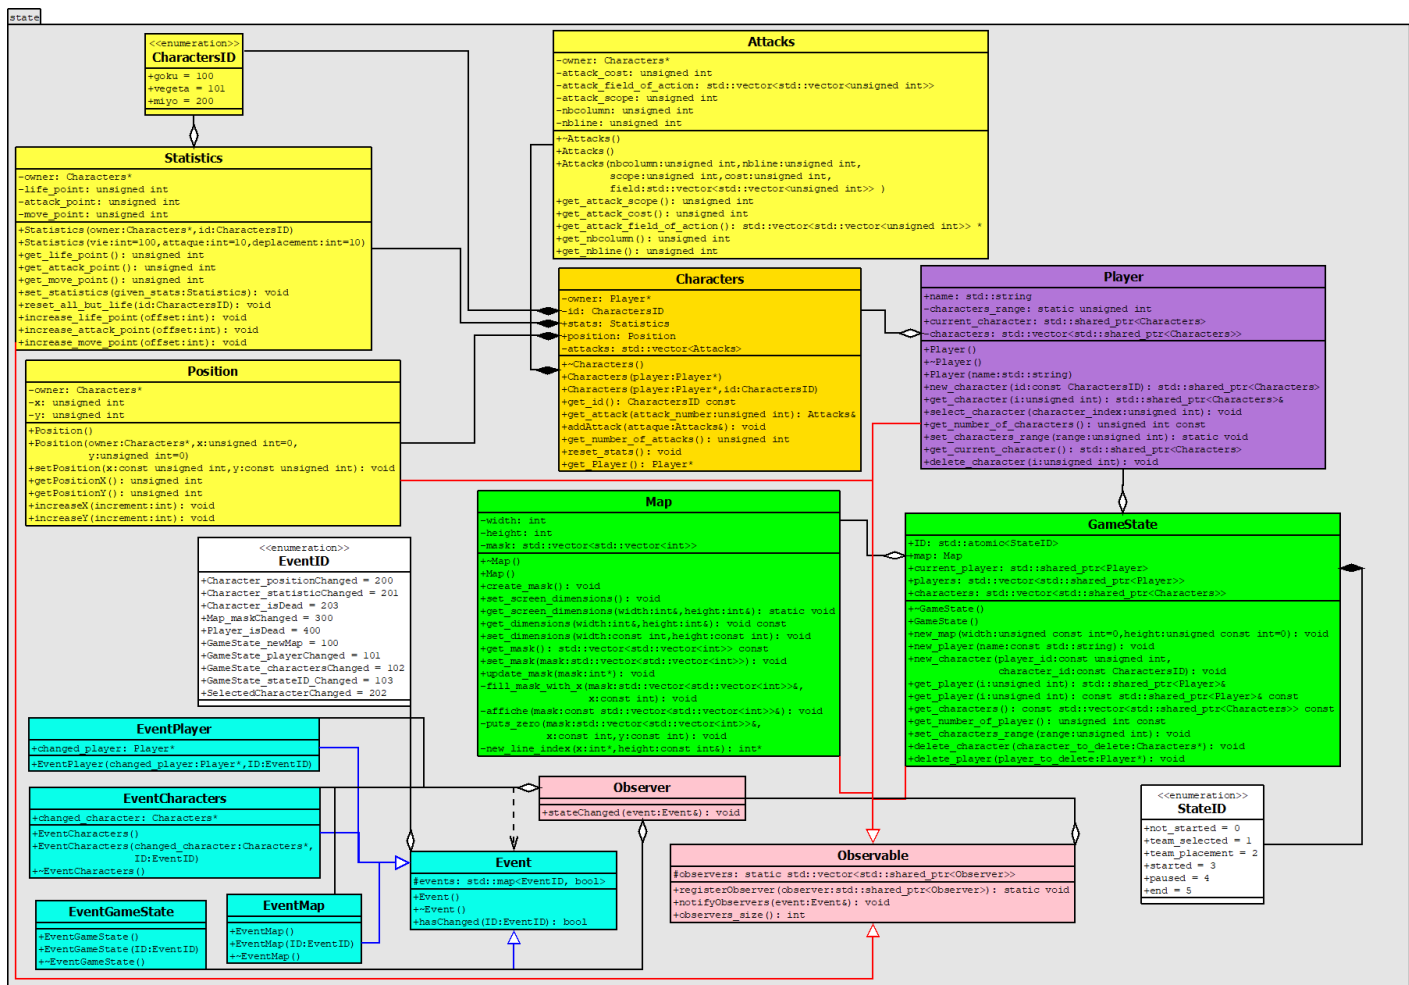 state
<<enumeration>>
CharactersID
+goku = 100
+vegeta = 101
+miyo = 200
Attacks
-owner: Characters*
-attack_cost: unsigned int
-attack_field_of_action: std::vector<std::vector<unsigned int>>
-attack_scope: unsigned int
-nbcolumn: unsigned int
-nbline: unsigned int
+~Attacks()
+Attacks()
+Attacks(nbcolumn:unsigned int,nbline:unsigned int,
scope:unsigned int,cost:unsigned int,
field:std::vector<std::vector<unsigned int>> )
+get_attack_scope(): unsigned int
+get_attack_cost(): unsigned int
+get_attack_field_of_action(): std::vector<std::vector<unsigned int>> *
+get_nbcolumn(): unsigned int
+get_nbline(): unsigned int
Statistics
-owner: Characters*
-life_point: unsigned int
-attack_point: unsigned int
-move_point: unsigned int
+Statistics(owner:Characters*,id:CharactersID)
+Statistics(vie:int=100,attaque:int=10,deplacement:int=10)
+get_life_point(): unsigned int
+get_attack_point(): unsigned int
+get_move_point(): unsigned int
+set_statistics(given_stats:Statistics): void
+reset_all_but_life(id:CharactersID): void
+increase_life_point(offset:int): void
+increase_attack_point(offset:int): void
+increase_move_point(offset:int): void
Characters
-owner: Player*
-id: CharactersID
+stats: Statistics
+position: Position
-attacks: std::vector<Attacks>
+~Characters()
+Characters(player:Player*)
+Characters(player:Player*,id:CharactersID)
+get_id(): CharactersID const
+get_attack(attack_number:unsigned int): Attacks&
+addAttack(attaque:Attacks&): void
+get_number_of_attacks(): unsigned int
+reset_stats(): void
+get_Player(): Player*
Player
+name: std::string
-characters_range: static unsigned int
+current_character: std::shared_ptr<Characters>
-characters: std::vector<std::shared_ptr<Characters>>
+Player()
+~Player()
+Player(name:std::string)
+new_character(id:const CharactersID): std::shared_ptr<Characters>
+get_character(i:unsigned int): std::shared_ptr<Characters>&
+select_character(character_index:unsigned int): void
+get_number_of_characters(): unsigned int const
+set_characters_range(range:unsigned int): static void
+get_current_character(): std::shared_ptr<Characters>
+delete_character(i:unsigned int): void
Position
-owner: Characters*
-x: unsigned int
-y: unsigned int
+Position()
+Position(owner:Characters*,x:unsigned int=0,
y:unsigned int=0)
+setPosition(x:const unsigned int,y:const unsigned int): void
+getPositionX(): unsigned int
+getPositionY(): unsigned int
+increaseX(increment:int): void
+increaseY(increment:int): void
Map
-width: int
-height: int
-mask: std::vector<std::vector<int>>
+~Map()
+Map()
+create_mask(): void
+set_screen_dimensions(): void
+get_screen_dimensions(width:int&,height:int&): static void
+get_dimensions(width:int&,height:int&): void const
+set_dimensions(width:const int,height:const int): void
+get_mask(): std::vector<std::vector<int>> const
+set_mask(mask:std::vector<std::vector<int>>): void
+update_mask(mask:int*): void
-fill_mask_with_x(mask:std::vector<std::vector<int>>&,
x:const int): void
-affiche(mask:const std::vector<std::vector<int>>&): void
-puts_zero(mask:std::vector<std::vector<int>>&,
x:const int,y:const int): void
-new_line_index(x:int*,height:const int&): int*
GameState
+ID: std::atomic<StateID>
+map: Map
+current_player: std::shared_ptr<Player>
+players: std::vector<std::shared_ptr<Player>>
+characters: std::vector<std::shared_ptr<Characters>>
+~GameState()
+GameState()
+new_map(width:unsigned const int=0,height:unsigned const int=0): void
+new_player(name:const std::string): void
+new_character(player_id:const unsigned int,
character_id:const CharactersID): void
+get_player(i:unsigned int): std::shared_ptr<Player>&
+get_player(i:unsigned int): const std::shared_ptr<Player>& const
+get_characters(): const std::vector<std::shared_ptr<Characters>> const
+get_number_of_player(): unsigned int const
+set_characters_range(range:unsigned int): void
+delete_character(character_to_delete:Characters*): void
+delete_player(player_to_delete:Player*): void
<<enumeration>>
EventID
+Character_positionChanged = 200
+Character_statisticChanged = 201
+Character_isDead = 203
+Map_maskChanged = 300
+Player_isDead = 400
+GameState_newMap = 100
+GameState_playerChanged = 101
+GameState_charactersChanged = 102
+GameState_stateID_Changed = 103
+SelectedCharacterChanged = 202
EventPlayer
+changed_player: Player*
+EventPlayer(changed_player:Player*,ID:EventID)
EventCharacters
+changed_character: Characters*
+EventCharacters()
+EventCharacters(changed_character:Characters*,
ID:EventID)
+~EventCharacters()
Observer
+stateChanged(event:Event&): void
<<enumeration>>
StateID
+not_started = 0
+team_selected = 1
+team_placement = 2
+started = 3
+paused = 4
+end = 5
Event
#events: std::map<EventID, bool>
+Event()
+~Event()
+hasChanged(ID:EventID): bool
Observable
#observers: static std::vector<std::shared_ptr<Observer>>
+registerObserver(observer:std::shared_ptr<Observer>): static void
+notifyObservers(event:Event&): void
+observers_size(): int
EventGameState
+EventGameState()
+EventGameState(ID:EventID)
+~EventGameState()
EventMap
+EventMap()
+EventMap(ID:EventID)
+~EventMap()